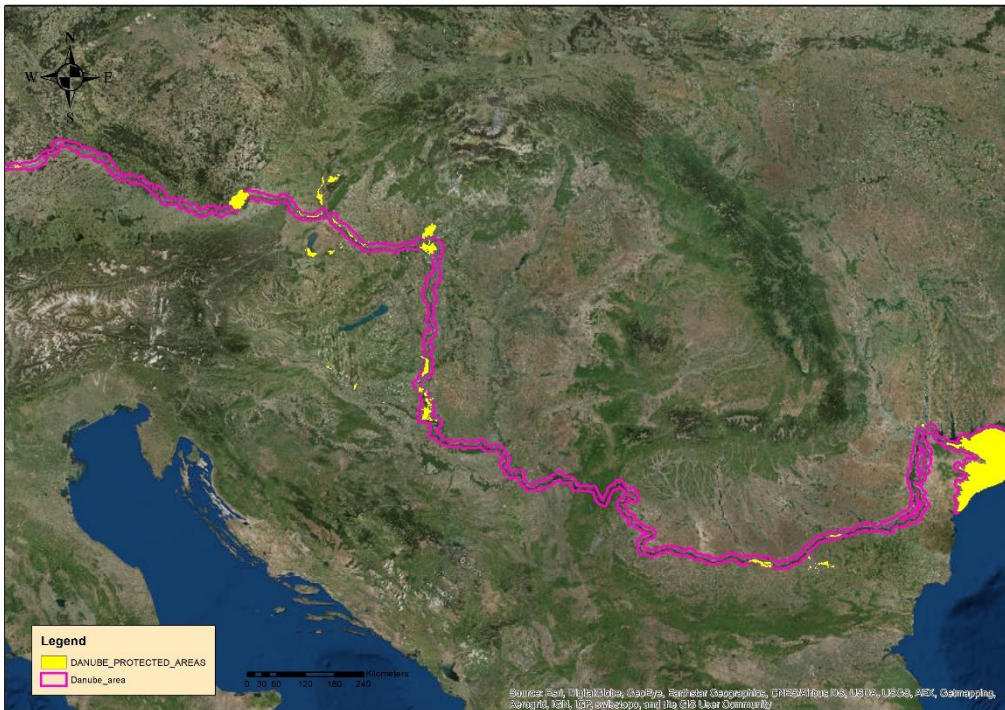 N
W E
S
Legend
DANUBE_PROTECTED_AREAS
Danube_area
Kilometers
0 30 60 120 180 240
Source: Esri, DigitalGlobe, GeoEye, Earthstar Geographics, CNES/Airbus DS, USDA, USGS, AEX, Getmapping,
Aerogrid, IGN, IGP, swisstopo, and the GIS User Community